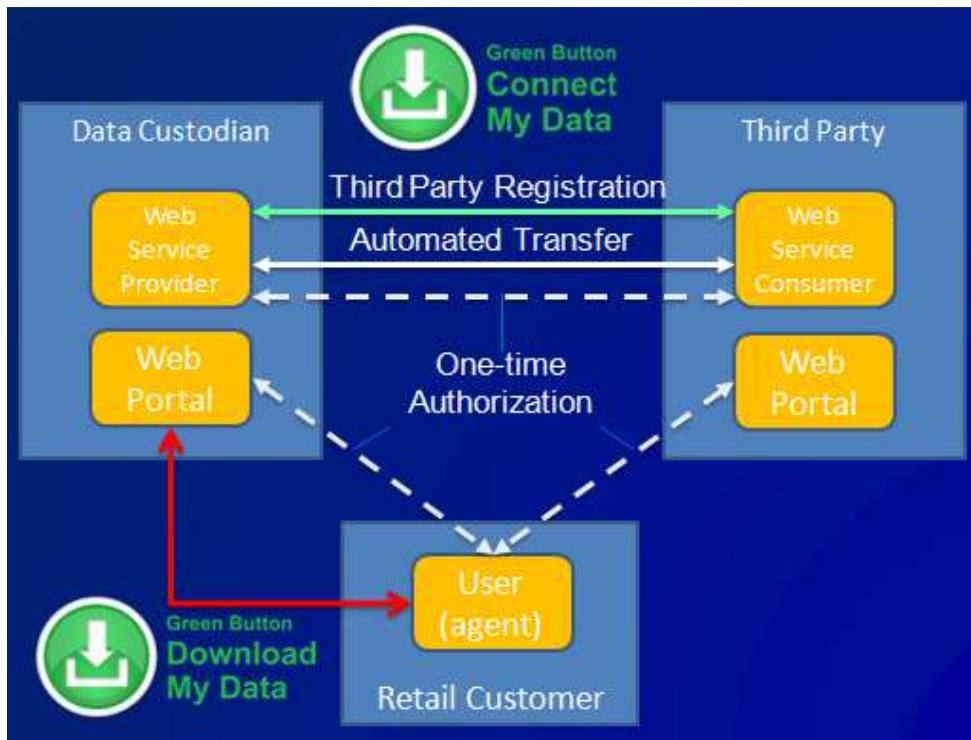 Green Button
Connect
My Data
Data Custodian
Third Party
Third Party Registration
Web
Service
Provider
Automated Transfer
Web
Service
Consumer
Web
Portal
One-time
Authorization
Web
Portal
User
(agent)
Retail Customer
Green Button
Download
My Data